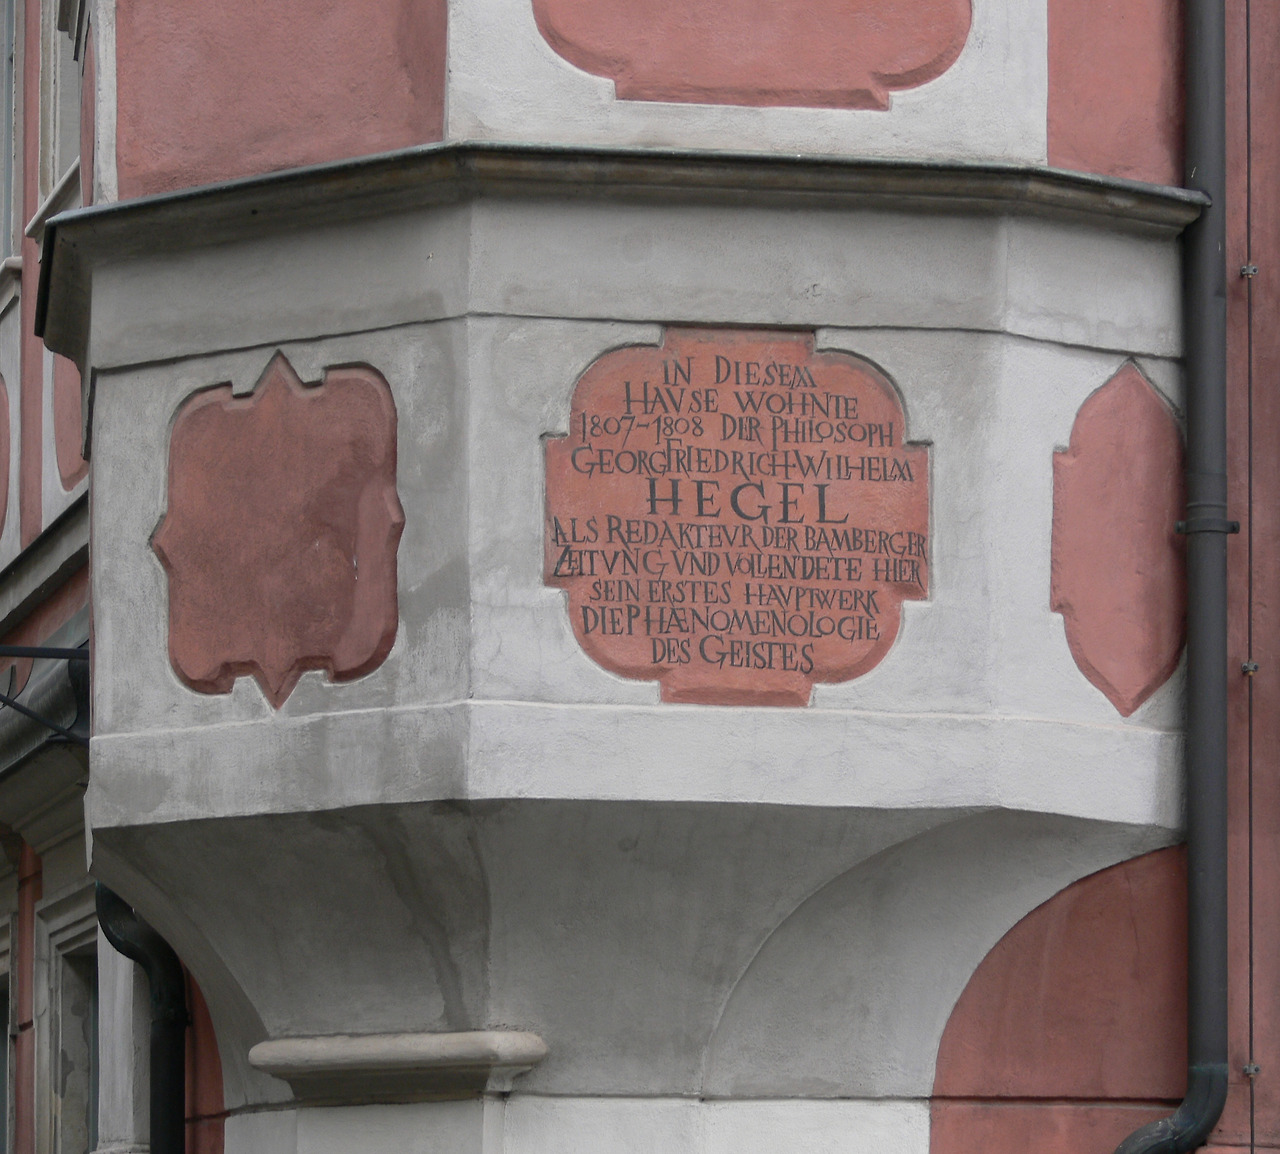 IN DIESEM
HAVSE WOHNTE
1807-1808 DER PHILOSOPH
GEORG FRIEDRICH WILHELM
HEGEL
ALS REDAKTEVR DER BAMBERGER
ZEITVNG VND VOLLENDETE HIER
SEIN ERSTES HAVPTWERK
DIE PHÆNOMENOLOGIE
DES GEISTES